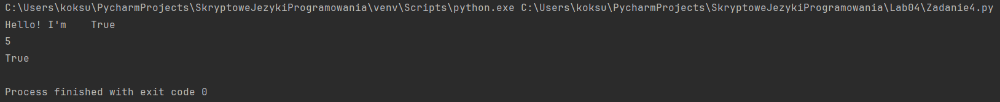 C:\Users\koksu\PycharmProjects\SkryptoweJezykiProgramowania\venv\Scripts\python.exe C:\Users\koksu\PycharmProjects\SkryptoweJezykiProgramowania\Lab04\Zadanie4.py
Hello! I'm    True
5
True
Process finished with exit code 0